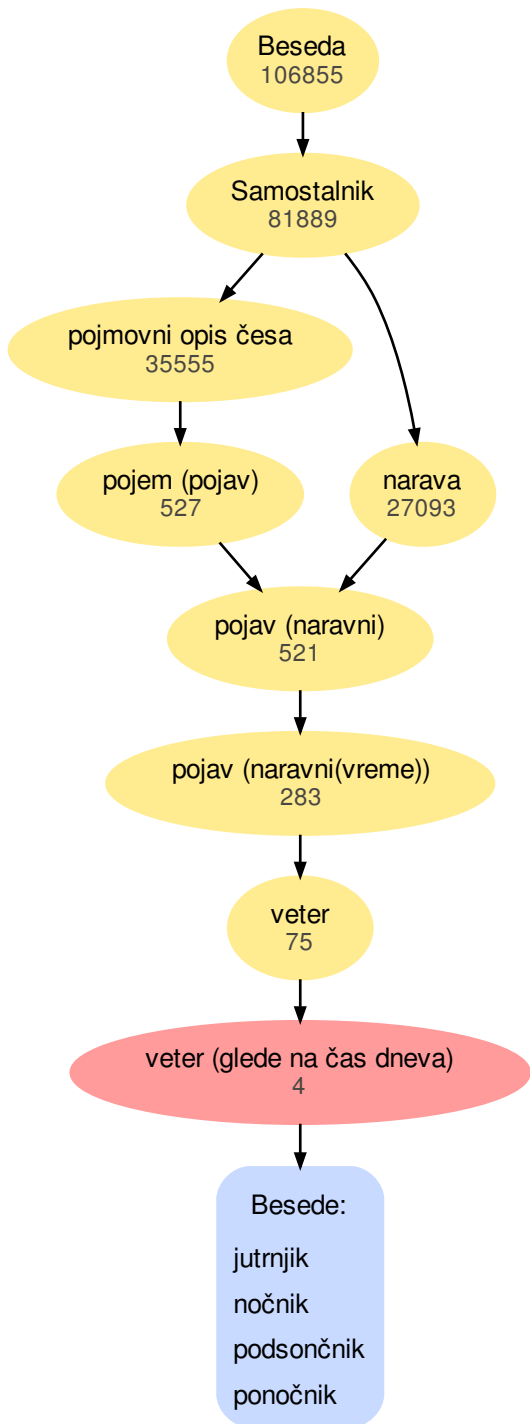 Beseda
106855
Samostalnik
81889
pojmovni opis česa
35555
pojem (pojav)
527
narava
27093
pojav (naravni)
521
pojav (naravni(vreme))
283
veter
75
veter (glede na čas dneva)
4
Besede:
jutrnjik
nočnik
podsončnik
ponočnik